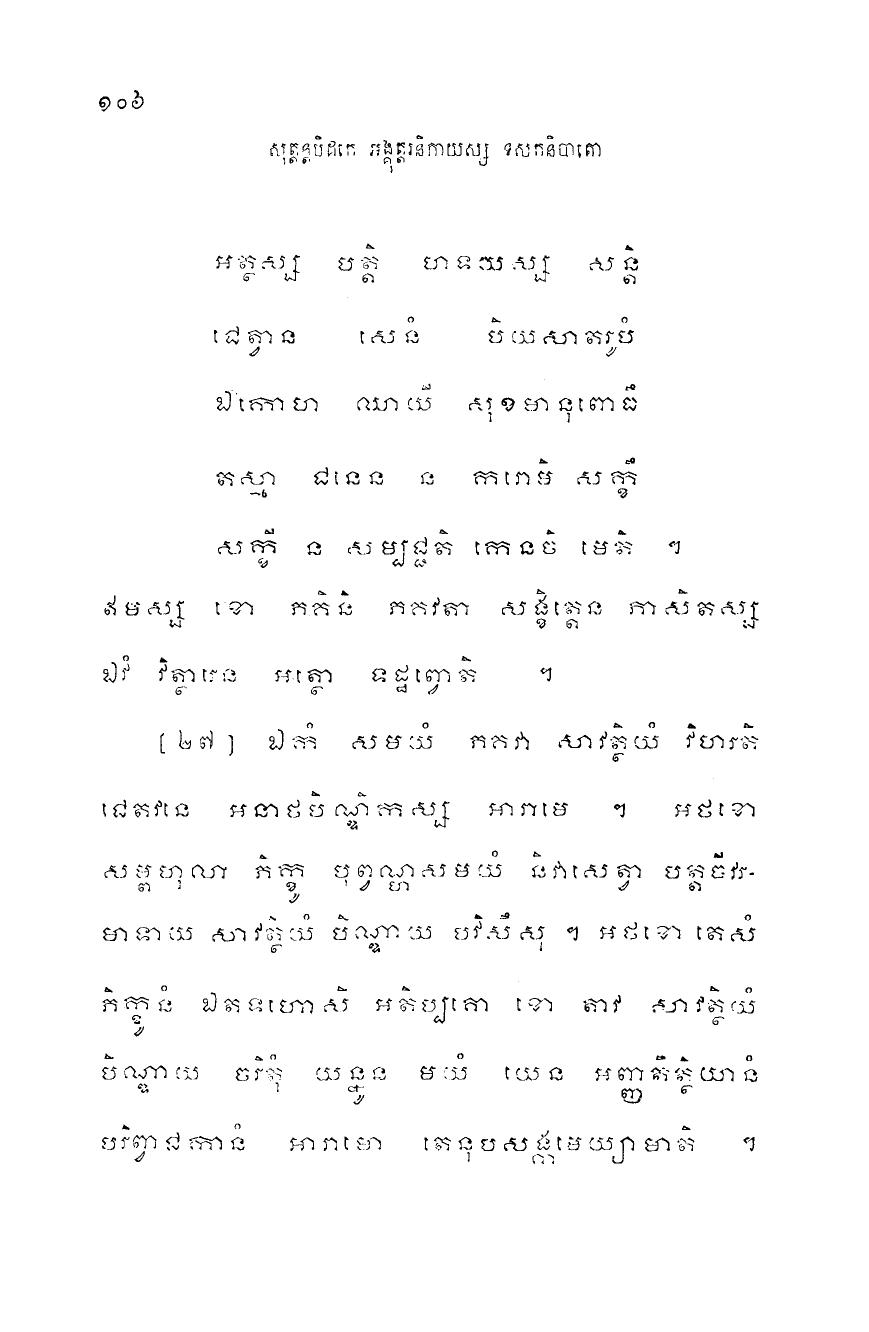 ១០៦
សុត្តន្តបិដកេ អង្គុត្តរនិកាយស្ស ទសកនិបាតោ
អត្ថស្ស បត្តិ ហទយស្ស សន្តិ
ជេត្វាន សេនំ បិយសាតរូបំ
ឯកោហ ឈាយី សុខមានុពោធឹ
តស្មា ជនេន ន ករោមិ សក្ខឹ
សក្ខី ន សម្បជ្ជតិ កេនចិ មេតិ ។
ឥមស្ស ខោ ភគិនិ ភគវតា សង្ខិត្តេន ភាសិតស្ស
ឯវំ វិត្ថារេន អត្ថោ ទដ្ឋព្វោតិ ។
[ ២៧ ] ឯកំ សមយំ ភគវា សាវត្ថិយំ វិហរតិ
ជេតវនេ អនាថបិណ្ឌិកស្ស អារាមេ ។ អថខោ
សម្ពហុលា ភិក្ខូ បុព្វណ្ហសមយំ និវាសេត្វា បត្តចីវរ-
មាទាយ សាវត្ថិយំ បិណ្ឌាយ បវិសឹសុ ។ អថខោ តេសំ
ភិក្ខូនំ ឯតទហោសិ អតិប្បគោ ខោ តាវ សាវត្ថិយំ
បិណ្ឌាយ ចរិតុំ យន្នូន មយំ យេន អញ្ញតិត្ថិយានំ
បរិព្វាជកានំ អារាមោ តេនុបសង្កមេយ្យាមាតិ ។